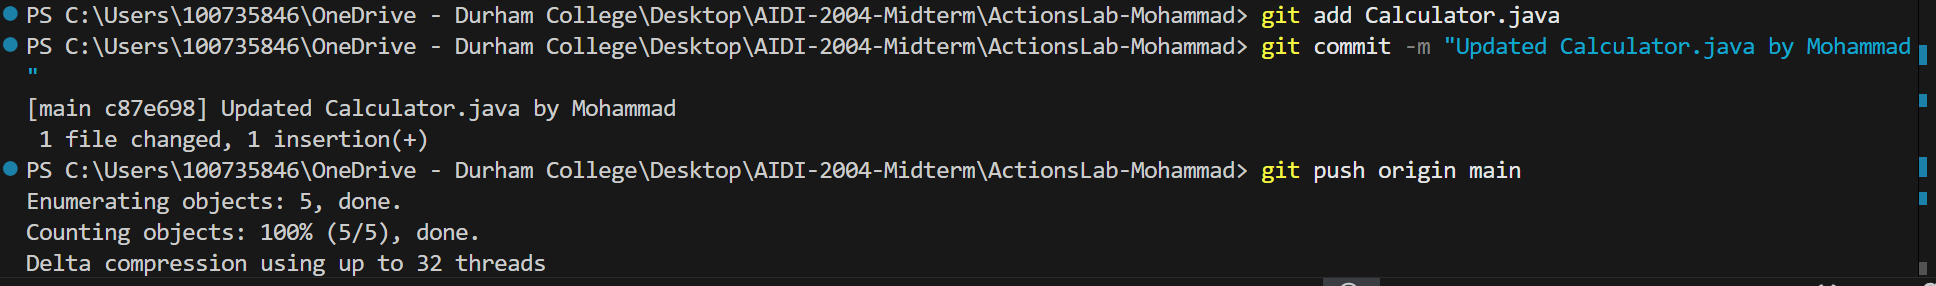 PS C:\Users\100735846\OneDrive - Durham College\Desktop\AIDI-2004-Midterm\ActionsLab-Mohammad> git add Calculator.java
PS C:\Users\100735846\OneDrive - Durham College\Desktop\AIDI-2004-Midterm\ActionsLab-Mohammad> git commit -m "Updated Calculator.java by Mohammad
"
[main c87e698] Updated Calculator.java by Mohammad
 1 file changed, 1 insertion(+)
PS C:\Users\100735846\OneDrive - Durham College\Desktop\AIDI-2004-Midterm\ActionsLab-Mohammad> git push origin main
Enumerating objects: 5, done.
Counting objects: 100% (5/5), done.
Delta compression using up to 32 threads